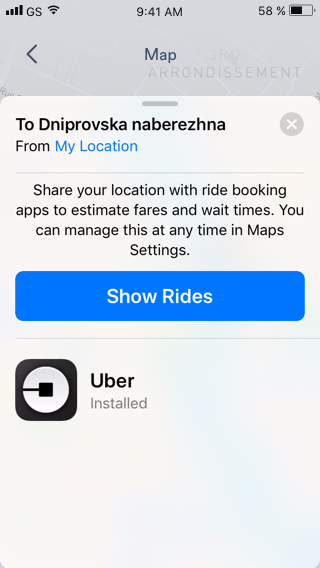 GS 9:41 AM 58 %
Map
3RD
ARRONDISSEMENT
To Dniprovska naberezhna
From My Location
Share your location with ride booking
apps to estimate fares and wait times. You
can manage this at any time in Maps
Settings.
Show Rides
Uber
Installed